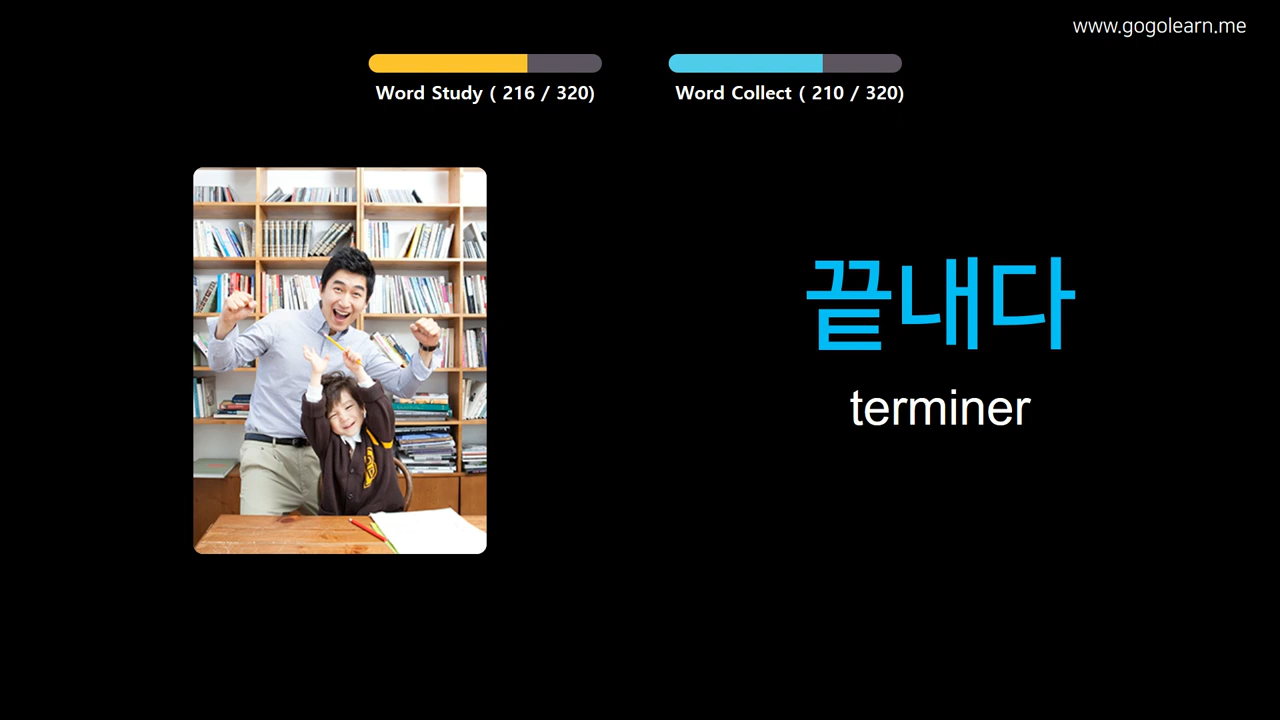 www.gogolearn.me
Word Study ( 216 / 320)
Word Collect ( 210 / 320)
끝내다
terminer